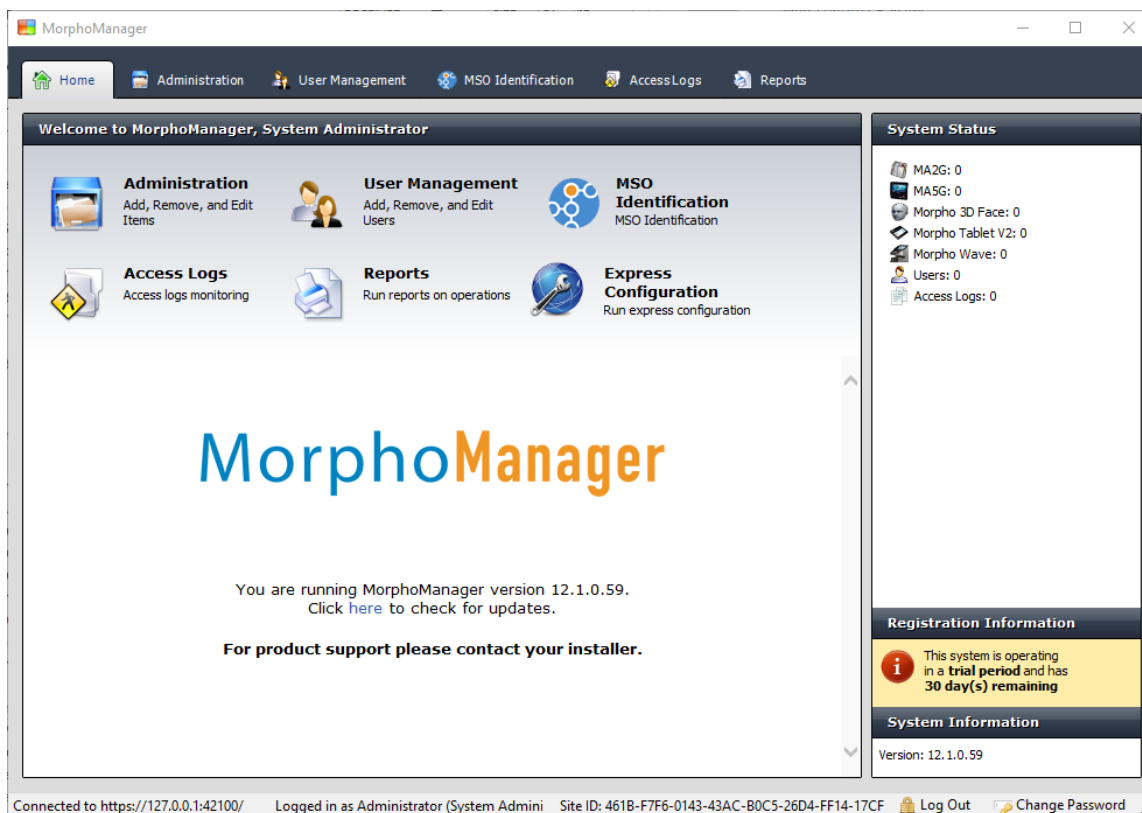 MorphoManager
Home Administration User Management MSO Identification Access Logs Reports
Welcome to MorphoManager, System Administrator
Administration
Add, Remove, and Edit
Items
User Management
Add, Remove, and Edit
Users
MSO
Identification
MSO Identification
Access Logs
Access logs monitoring
Reports
Run reports on operations
Express
Configuration
Run express configuration
MorphoManager
You are running MorphoManager version 12.1.0.59.
Click here to check for updates.
For product support please contact your installer.
System Status
MA2G: 0
MA5G: 0
Morpho 3D Face: 0
Morpho Tablet V2: 0
Morpho Wave: 0
Users: 0
Access Logs: 0
Registration Information
This system is operating
in a trial period and has
30 day(s) remaining
System Information
Version: 12.1.0.59
Connected to https://127.0.0.1:42100/ Logged in as Administrator (System Admini Site ID: 461B-F7F6-0143-43AC-B0C5-26D4-FF14-17CF Log Out Change Password